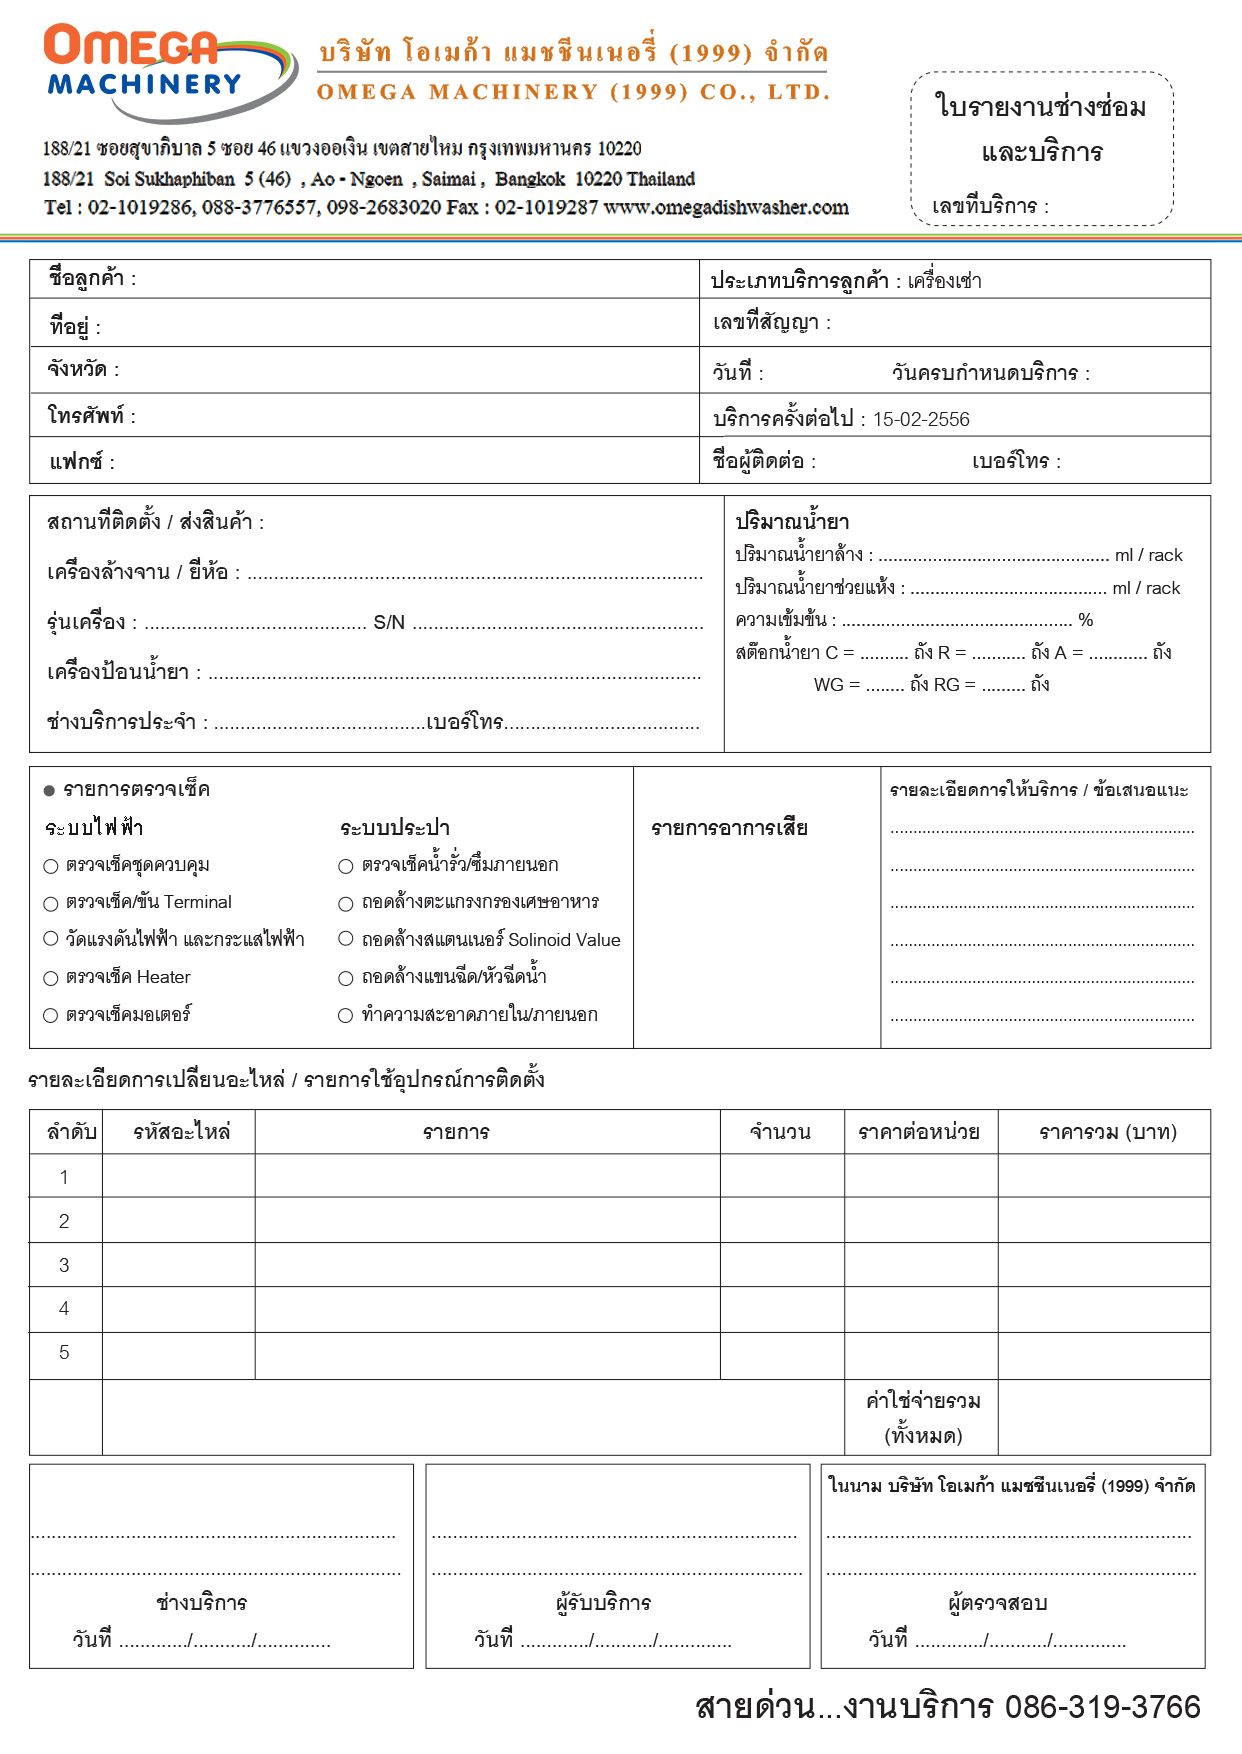 OMEGA
MACHINERY
บริษัท โอเมก้า แมชชีนเนอรี่ (1999) จำกัด
OMEGA MACHINERY (1999) CO., LTD.
188/21 ซอยสุขาภิบาล 5 ซอย 46 แขวงออเงิน เขตสายไหม กรุงเทพมหานคร 10220
188/21 Soi Sukhaphiban 5 (46) , Ao - Ngoen , Saimai , Bangkok 10220 Thailand
Tel : 02-1019286, 088-3776557, 098-2683020 Fax : 02-1019287 www.omegadishwasher.com
ใบรายงานช่างซ่อม
และบริการ
เลขที่บริการ :
ชื่อลูกค้า :
ประเภทบริการลูกค้า : เครื่องเช่า
ที่อยู่ :
เลขที่สัญญา :
จังหวัด :
วันที่ : วันครบกำหนดบริการ :
โทรศัพท์ :
บริการครั้งต่อไป : 15-02-2556
แฟกซ์ :
ชื่อผู้ติดต่อ : เบอร์โทร :
สถานที่ติดตั้ง / ส่งสินค้า :
เครื่องล้างจาน / ยี่ห้อ : ......................................................................................
รุ่นเครื่อง : .......................................... S/N .......................................................
เครื่องป้อนน้ำยา : .............................................................................................
ช่างบริการประจำ : ........................................เบอร์โทร.....................................
ปริมาณน้ำยา
ปริมาณน้ำยาล้าง : ............................................... ml / rack
ปริมาณน้ำยาช่วยแห้ง : ........................................ ml / rack
ความเข้มข้น : ............................................... %
สต๊อกน้ำยา C = .......... ถัง R = ........... ถัง A = ............ ถัง
WG = ........ ถัง RG = ......... ถัง
● รายการตรวจเช็ค
ระบบไฟฟ้า
ตรวจเช็คชุดควบคุม
ตรวจเช็ค/ขัน Terminal
วัดแรงดันไฟฟ้า และกระแสไฟฟ้า
ตรวจเช็ค Heater
ตรวจเช็คมอเตอร์
ระบบประปา
ตรวจเช็คน้ำรั่ว/ซึมภายนอก
ถอดล้างตะแกรงกรองเศษอาหาร
ถอดล้างสแตนเนอร์ Solinoid Value
ถอดล้างแขนฉีด/หัวฉีดน้ำ
ทำความสะอาดภายใน/ภายนอก
รายการอาการเสีย
รายละเอียดการให้บริการ / ข้อเสนอแนะ
..................................................................
..................................................................
..................................................................
..................................................................
..................................................................
..................................................................
รายละเอียดการเปลี่ยนอะไหล่ / รายการใช้อุปกรณ์การติดตั้ง
ลำดับ รหัสอะไหล่ รายการ จำนวน ราคาต่อหน่วย ราคารวม (บาท)
1
2
3
4
5
ค่าใช่จ่ายรวม
(ทั้งหมด)
......................................................................
......................................................................
ช่างบริการ
วันที่ ............./.........../..............
......................................................................
......................................................................
ผู้รับบริการ
วันที่ ............./.........../..............
ในนาม บริษัท โอเมก้า แมชชีนเนอรี่ (1999) จำกัด
......................................................................
......................................................................
ผู้ตรวจสอบ
วันที่ ............./.........../..............
สายด่วน...งานบริการ 086-319-3766